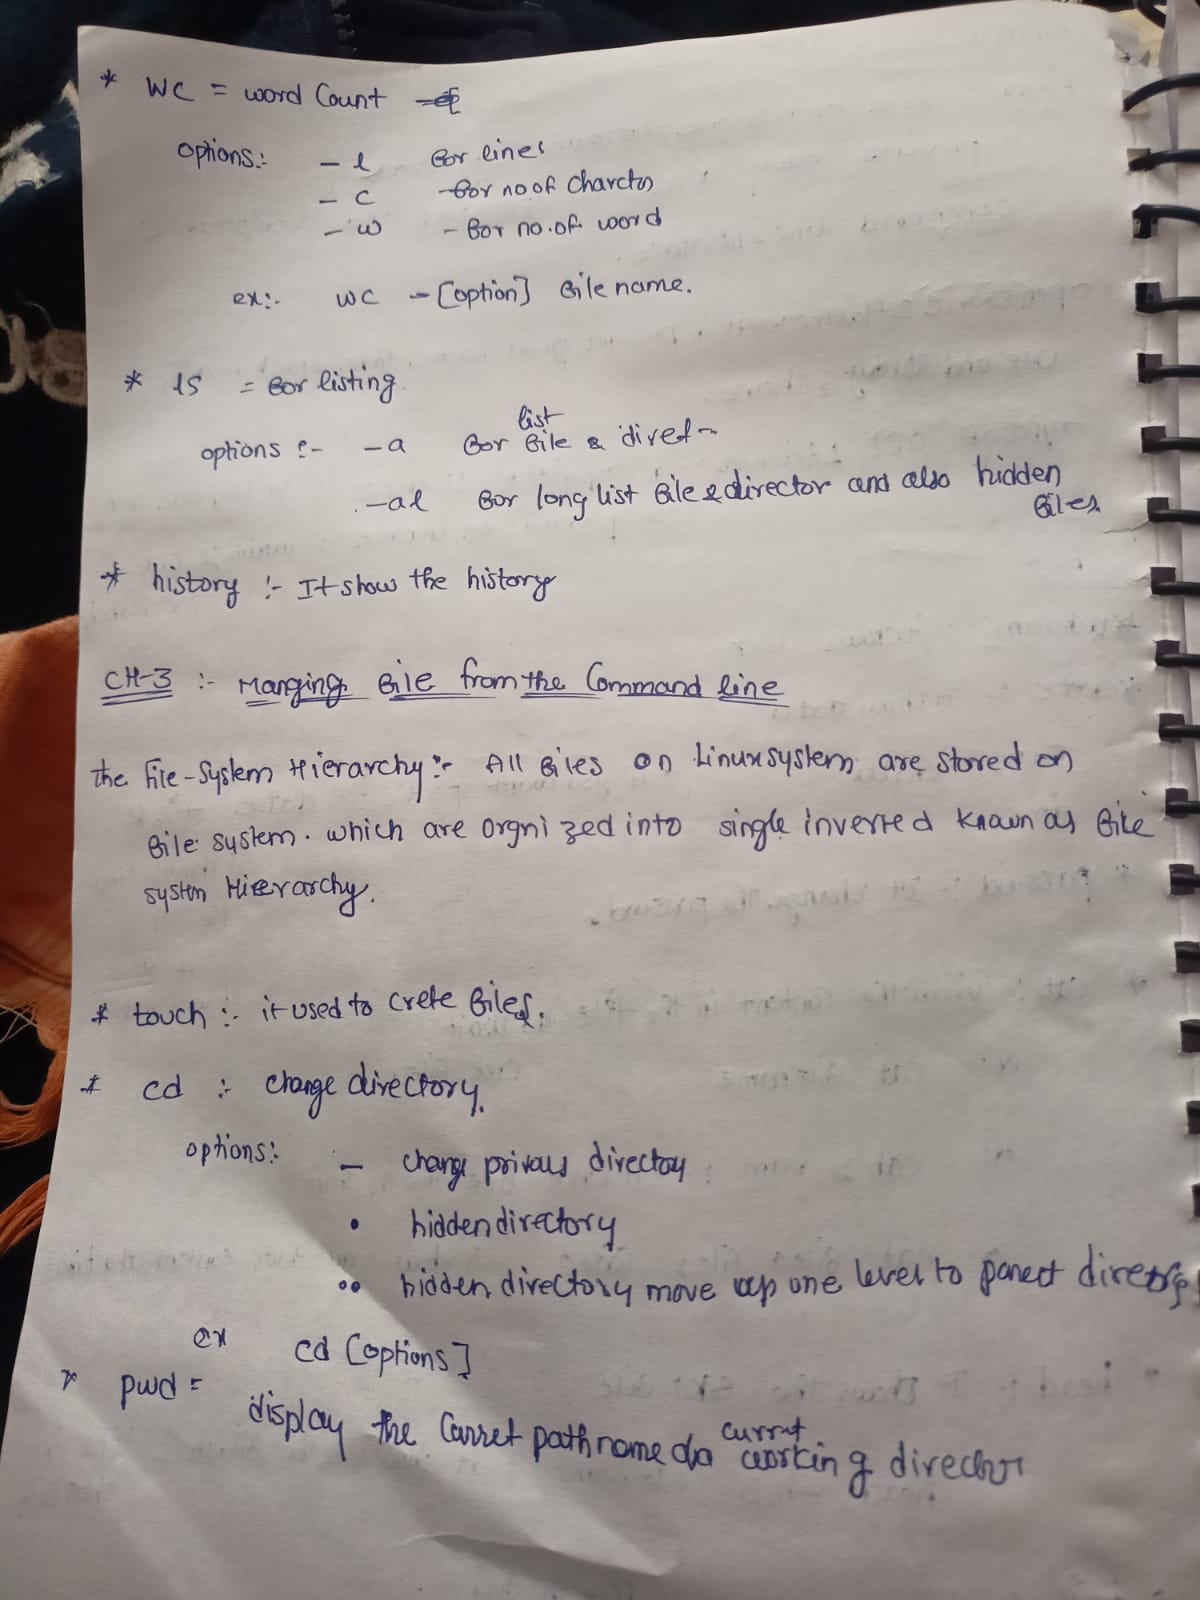 * WC = word Count
options:- - l for lines
- c - for no of Charctrs
- w - for no. of word
ex:- WC - [option] file name.
* ls = for listing.
list
options :- - a for file & diret
- al for long list file & director and also hidden
files.
* history :- It show the history
CH-3 :- Manging file from the Command line
the File-System Hierarchy :- All files on Linux system are stored on
file system. which are orgnized into single inverted known as file
system Hierarchy.
* touch :- it used to crete files.
* cd :- change directory.
options:- - change privous directoy
. hidden directory
.. hidden directory move up one level to parect
ex cd [options]
* pwd =
currnt
display the Carret path name working